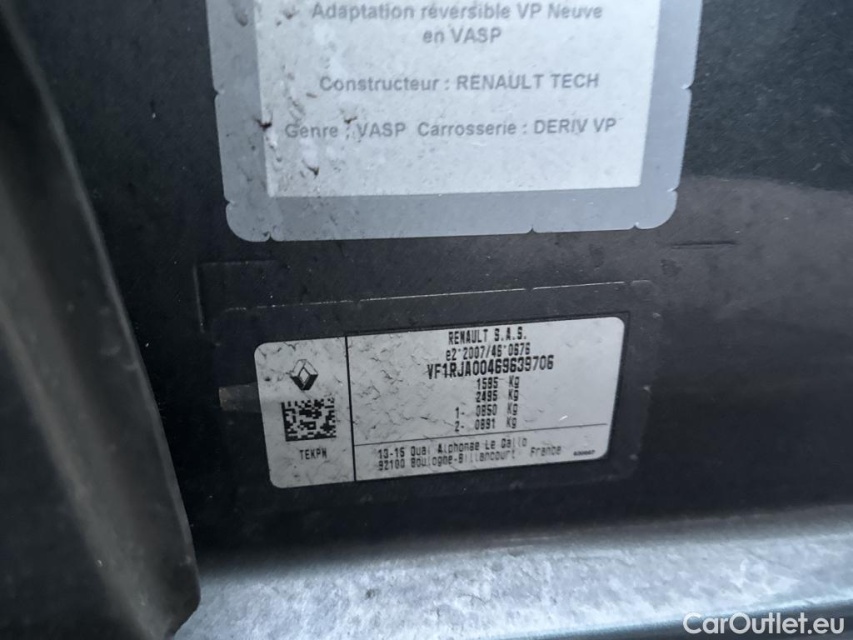 Adaptation réversible VP Neuve
en VASP
Constructeur : RENAULT TECH
Genre : VASP Carrosserie : DERIV VP
RENAULT S.A.S.
e2*2007/46*0676
VF1RJA00469639706
1595 Kg
2495 Kg
1- 0850 Kg
2- 0891 Kg
TEKPN
13-15 Quai Alphonse Le Gallo
92100 Boulogne-Billancourt France
CarOutlet.eu